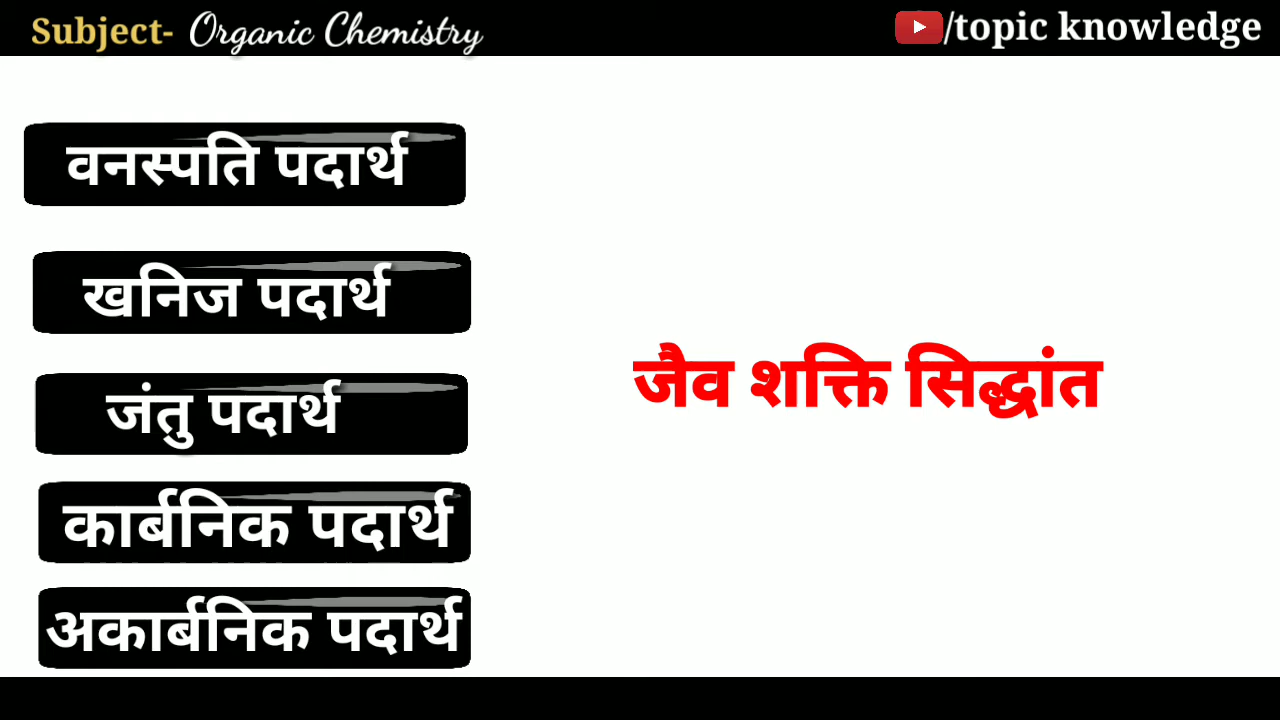 Subject- Organic Chemistry
/topic knowledge
वनस्पति पदार्थ
खनिज पदार्थ
जंतु पदार्थ
कार्बनिक पदार्थ
अकार्बनिक पदार्थ
जैव शक्ति सिद्धांत